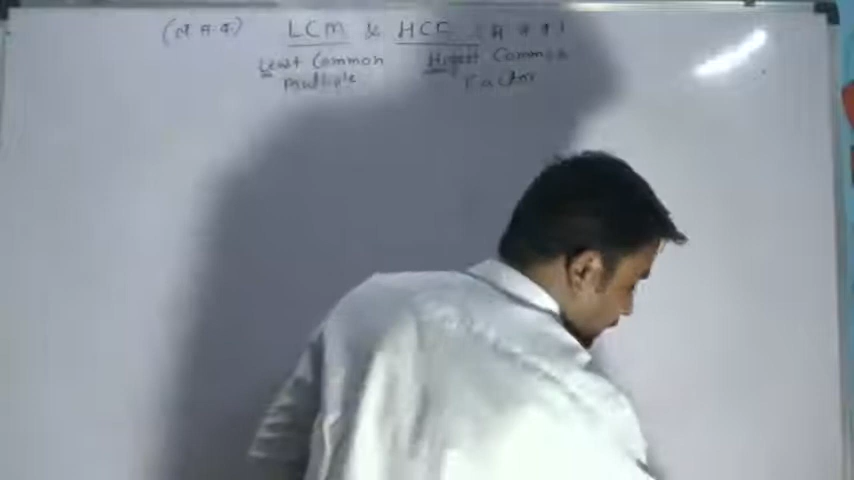 (ल.स.व.) LCM & HCF (म.स.व.)
Least Common Highest Common
Multiple Factor